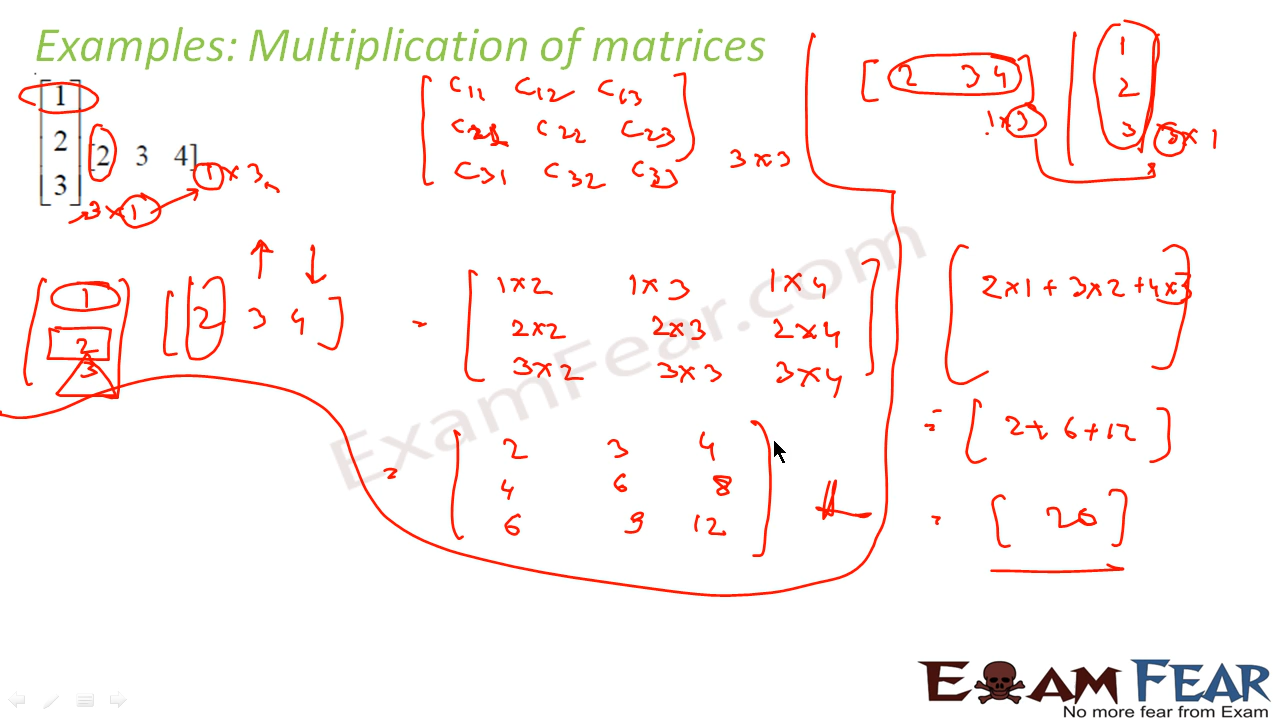 Examples: Multiplication of matrices
1
2
3
[2 3 4]
3 × 1
1 × 3
C11 C12 C13
C21 C22 C23
C31 C32 C33
3 × 3
[ 2 3 4 ]
1 × 3
1
2
3
3 × 1
1
2
3
[ 2 3 4 ]
= 1×2 1×3 1×4
2×2 2×3 2×4
3×2 3×3 3×4
= 2 3 4
4 6 8
6 9 12
[ 2×1 + 3×2 + 4×3 ]
= [ 2 + 6 + 12 ]
= [ 20 ]
ExamFear.com
EXAM FEAR
No more fear from Exam